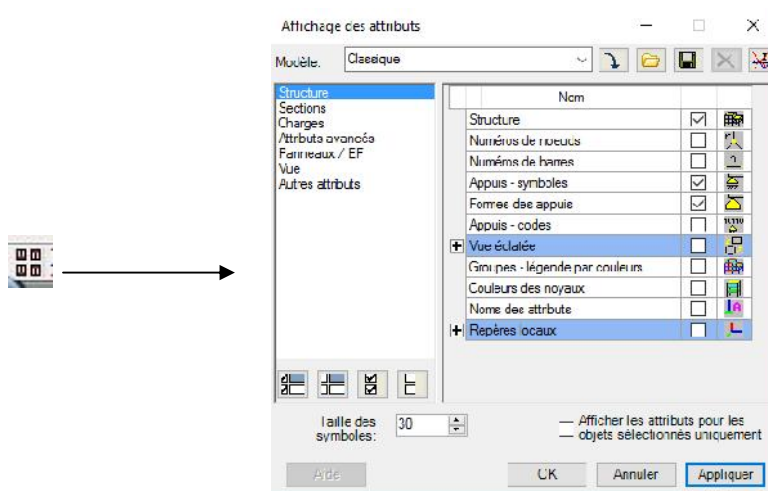 Affichage des attributs
Modèle: Classique
Structure
Sections
Charges
Attributs avancés
Panneaux / EF
Vue
Autres attributs
Nom
Structure
Numéros de noeuds
Numéros de barres
Appuis - symboles
Formes des appuis
Appuis - codes
Vue éclatée
Groupes - légende par couleurs
Couleurs des noyaux
Noms des attributs
Repères locaux
Taille des
symboles: 30
Afficher les attributs pour les
objets sélectionnés uniquement
Aide OK Annuler Appliquer